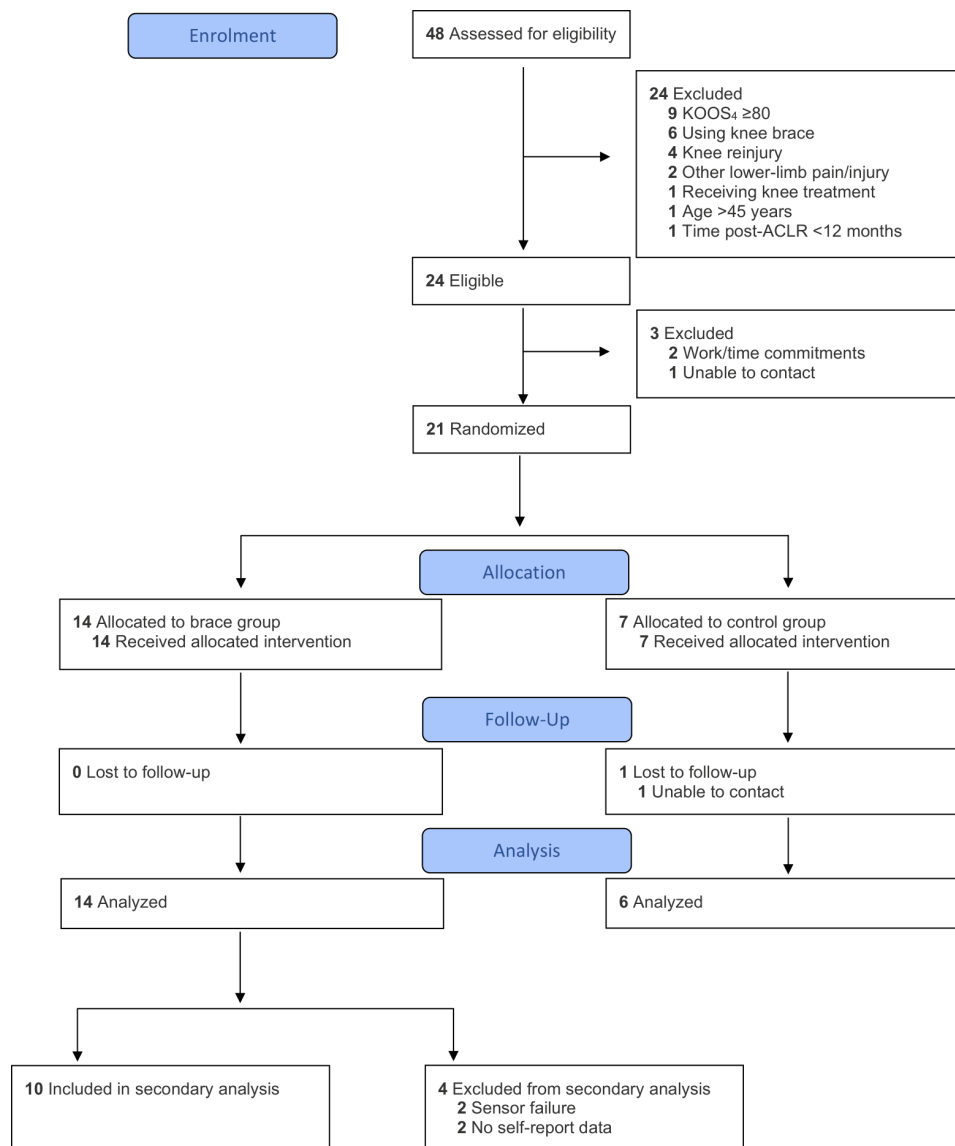 Enrolment
48 Assessed for eligibility
24 Excluded
9 KOOS₄ ≥80
6 Using knee brace
4 Knee reinjury
2 Other lower-limb pain/injury
1 Receiving knee treatment
1 Age >45 years
1 Time post-ACLR <12 months
24 Eligible
3 Excluded
2 Work/time commitments
1 Unable to contact
21 Randomized
Allocation
14 Allocated to brace group
14 Received allocated intervention
7 Allocated to control group
7 Received allocated intervention
Follow-Up
0 Lost to follow-up
1 Lost to follow-up
1 Unable to contact
Analysis
14 Analyzed
6 Analyzed
10 Included in secondary analysis
4 Excluded from secondary analysis
2 Sensor failure
2 No self-report data